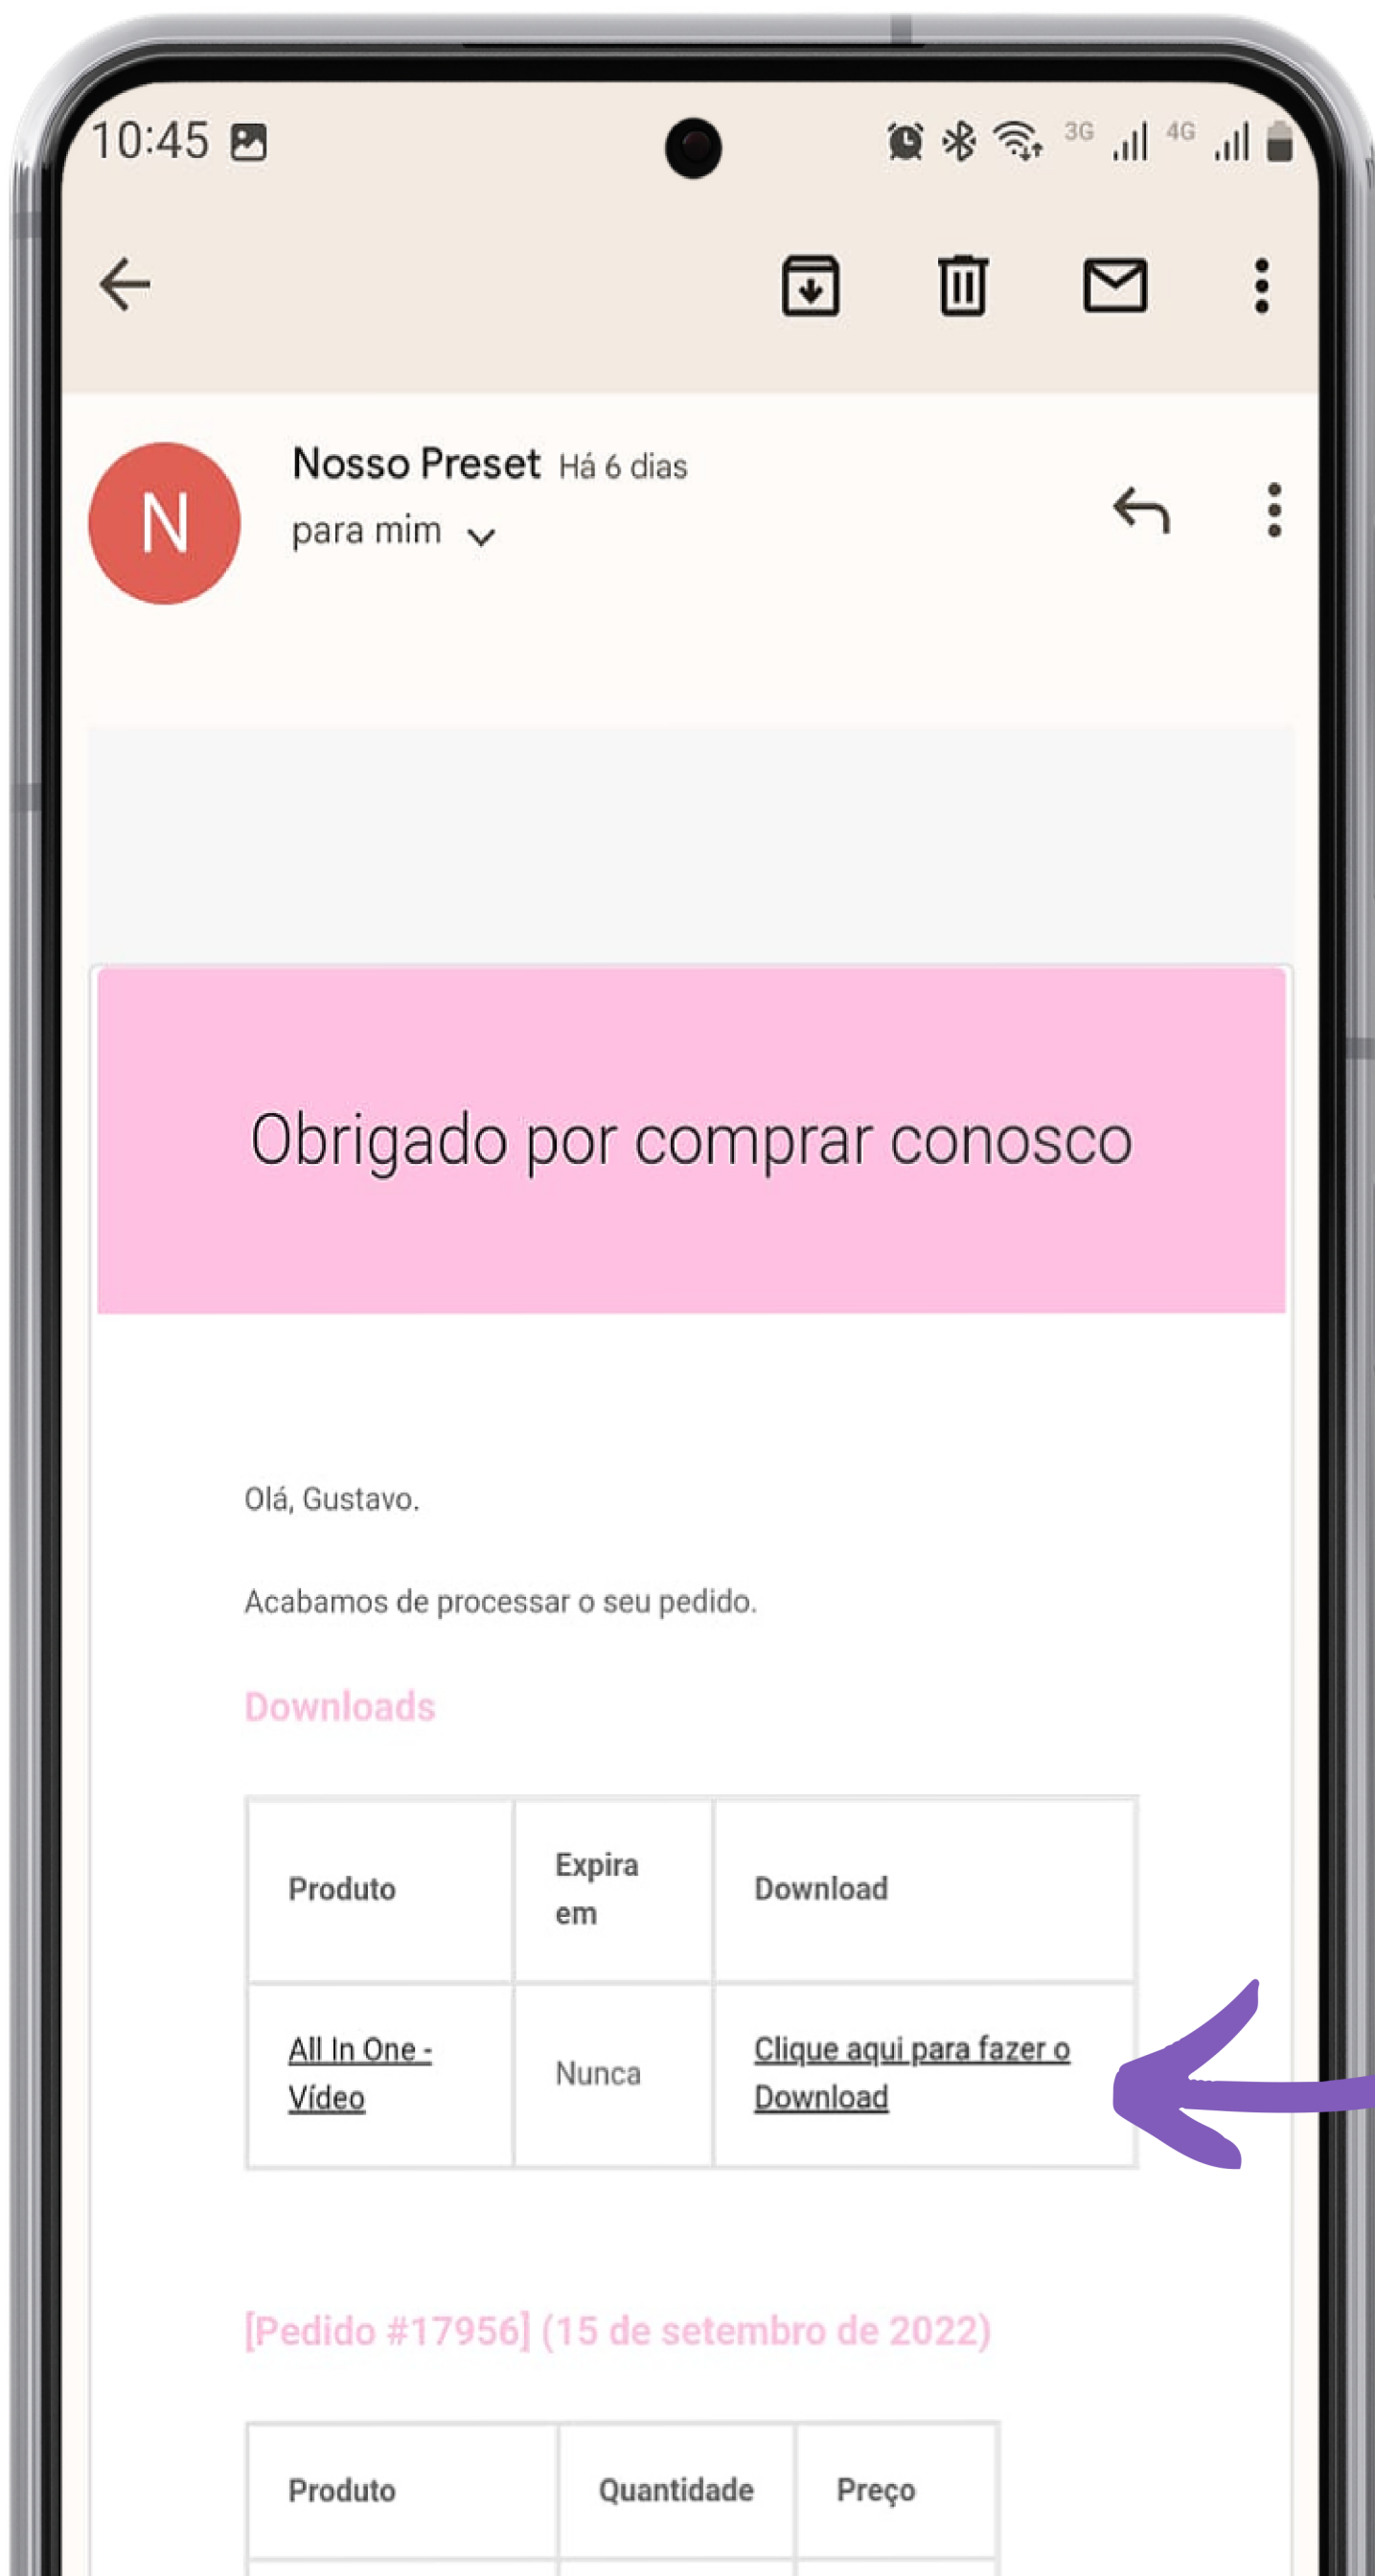 10:45
3G 4G
Nosso Preset Há 6 dias
N
para mim
Obrigado por comprar conosco
Olá, Gustavo.
Acabamos de processar o seu pedido.
Downloads
Produto
Expira
em
Download
All In One -
Vídeo
Nunca
Clique aqui para fazer o
Download
[Pedido #17956] (15 de setembro de 2022)
Produto Quantidade Preço